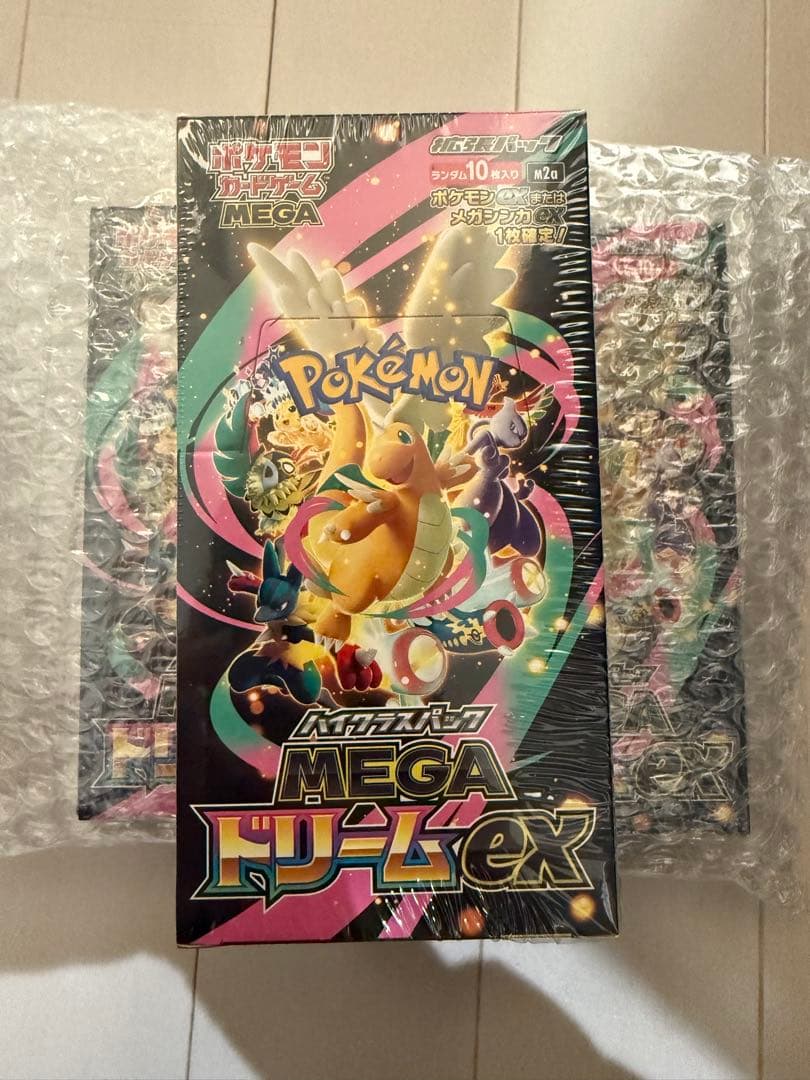 ポケモン
カードゲーム
MEGA
拡張パック
ランダム10枚入り
M2a
ポケモンexまたは
メガシンカex
1枚確定!
POKéMON
ハイクラスパック
MEGA
ドリームex